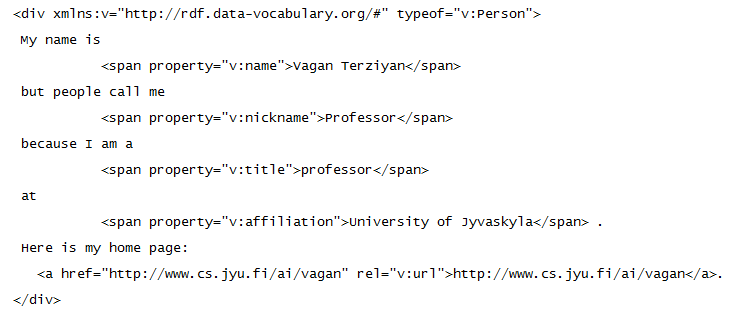 <div xmlns:v="http://rdf.data-vocabulary.org/#" typeof="v:Person">
My name is
<span property="v:name">Vagan Terziyan</span>
but people call me
<span property="v:nickname">Professor</span>
because I am a
<span property="v:title">professor</span>
at
<span property="v:affiliation">University of Jyvaskyla</span> .
Here is my home page:
<a href="http://www.cs.jyu.fi/ai/vagan" rel="v:url">http://www.cs.jyu.fi/ai/vagan</a>.
</div>